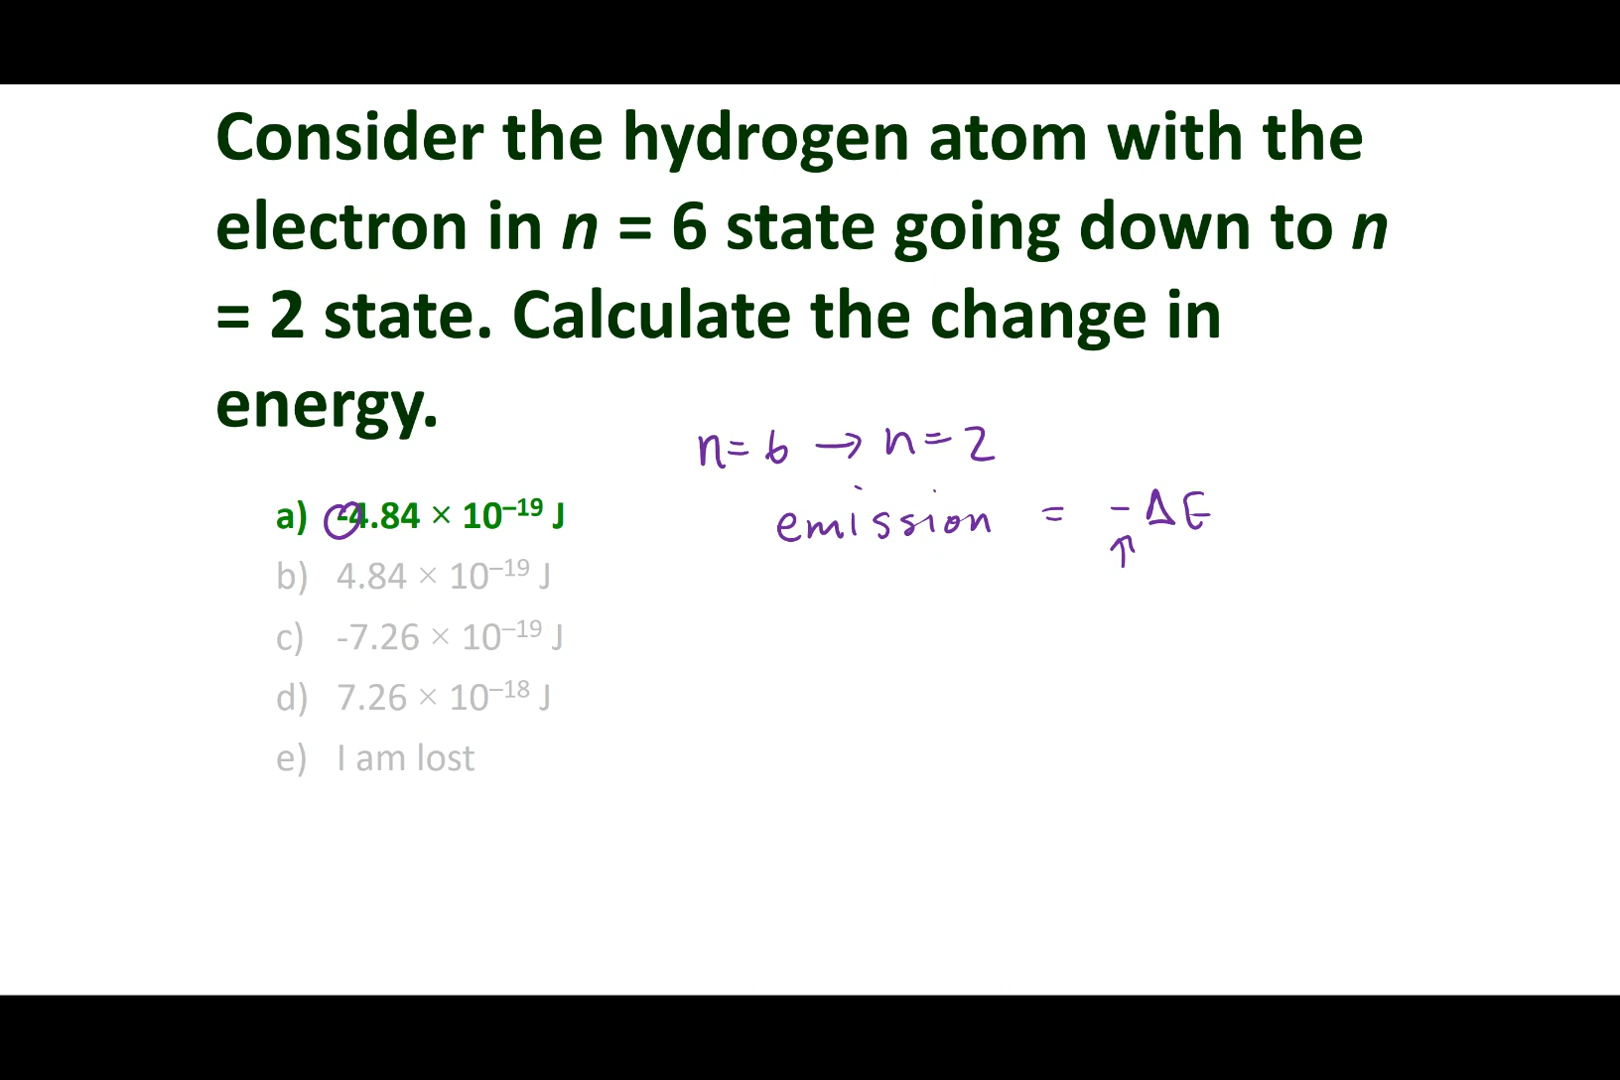 Consider the hydrogen atom with the
electron in n = 6 state going down to n
= 2 state. Calculate the change in
energy.
n=6 → n=2
a) -4.84 × 10⁻¹⁹ J
emission = -ΔE
↑
b) 4.84 × 10⁻¹⁹ J
c) -7.26 × 10⁻¹⁹ J
d) 7.26 × 10⁻¹⁸ J
e) I am lost